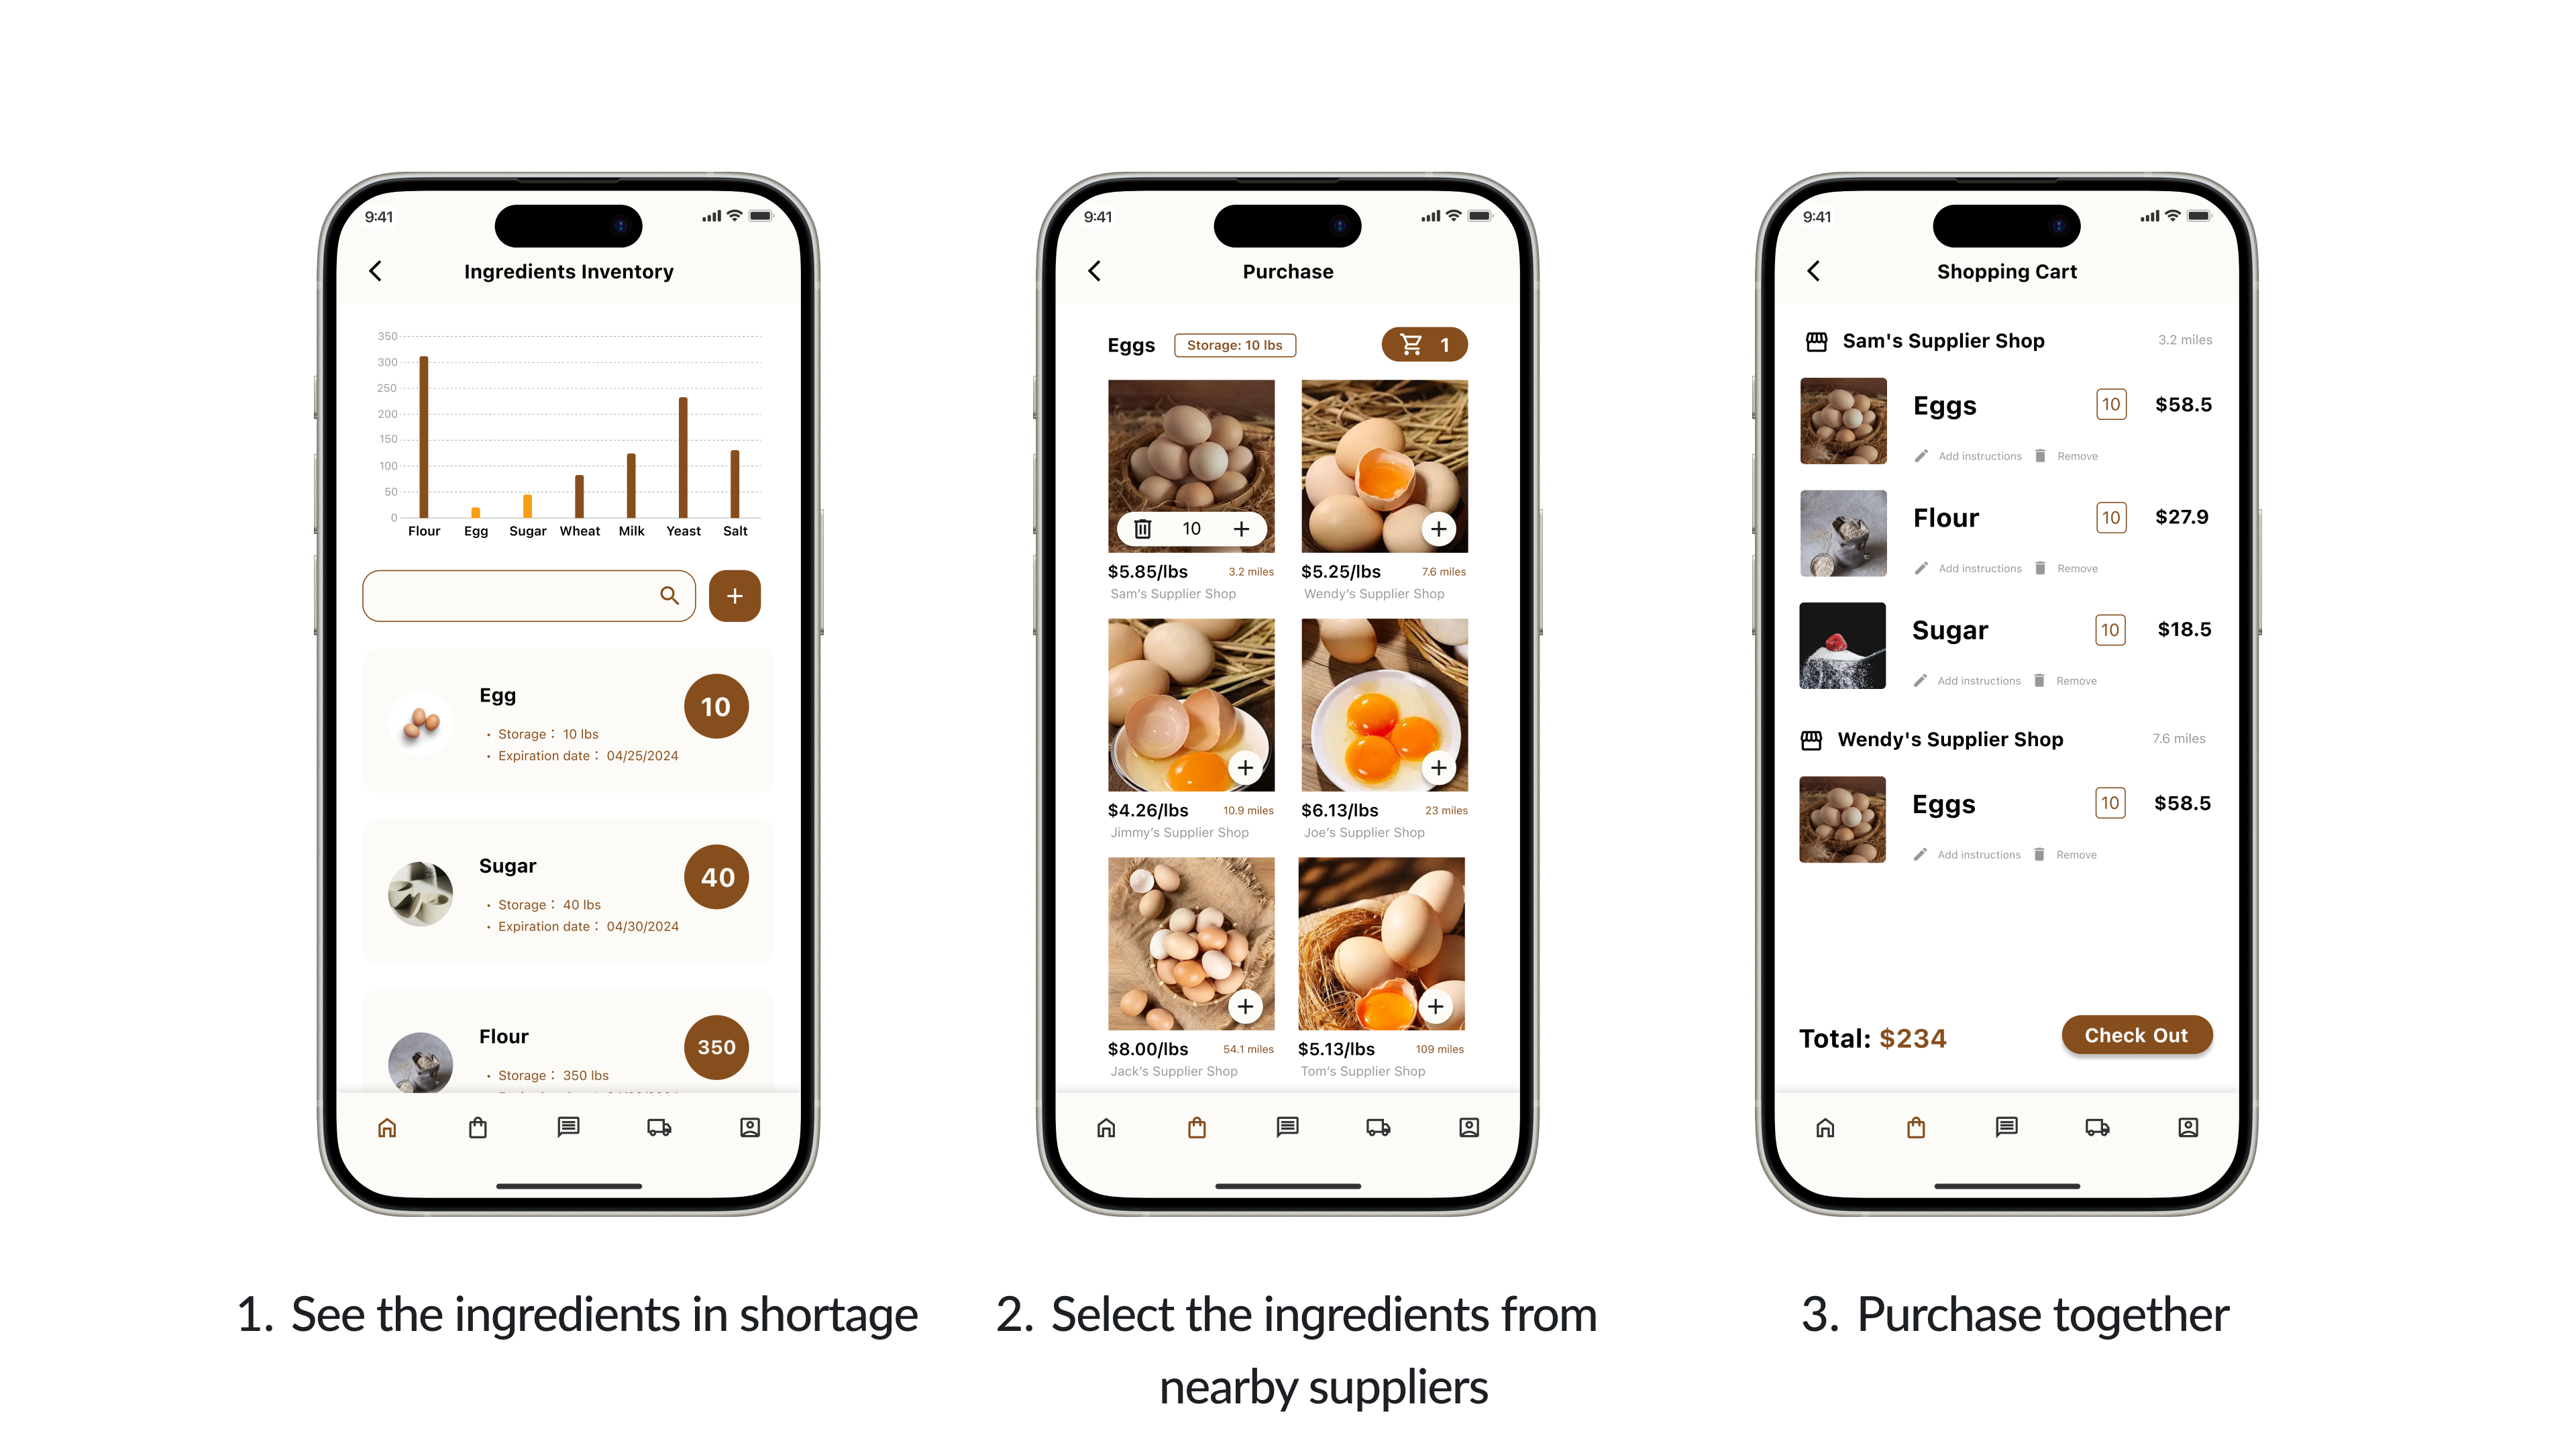 9:41
Ingredients Inventory
350
300
250
200
150
100
50
0
Flour Egg Sugar Wheat Milk Yeast Salt
Egg
10
• Storage： 10 lbs
• Expiration date： 04/25/2024
Sugar
40
• Storage： 40 lbs
• Expiration date： 04/30/2024
Flour
350
• Storage： 350 lbs
9:41
Purchase
Eggs Storage: 10 lbs 1
10
$5.85/lbs 3.2 miles
Sam's Supplier Shop
$5.25/lbs 7.6 miles
Wendy's Supplier Shop
$4.26/lbs 10.9 miles
Jimmy's Supplier Shop
$6.13/lbs 23 miles
Joe's Supplier Shop
$8.00/lbs 54.1 miles
Jack's Supplier Shop
$5.13/lbs 109 miles
Tom's Supplier Shop
9:41
Shopping Cart
Sam's Supplier Shop 3.2 miles
Eggs 10 $58.5
Add instructions Remove
Flour 10 $27.9
Add instructions Remove
Sugar 10 $18.5
Add instructions Remove
Wendy's Supplier Shop 7.6 miles
Eggs 10 $58.5
Add instructions Remove
Total: $234 Check Out
1. See the ingredients in shortage
2. Select the ingredients from
nearby suppliers
3. Purchase together